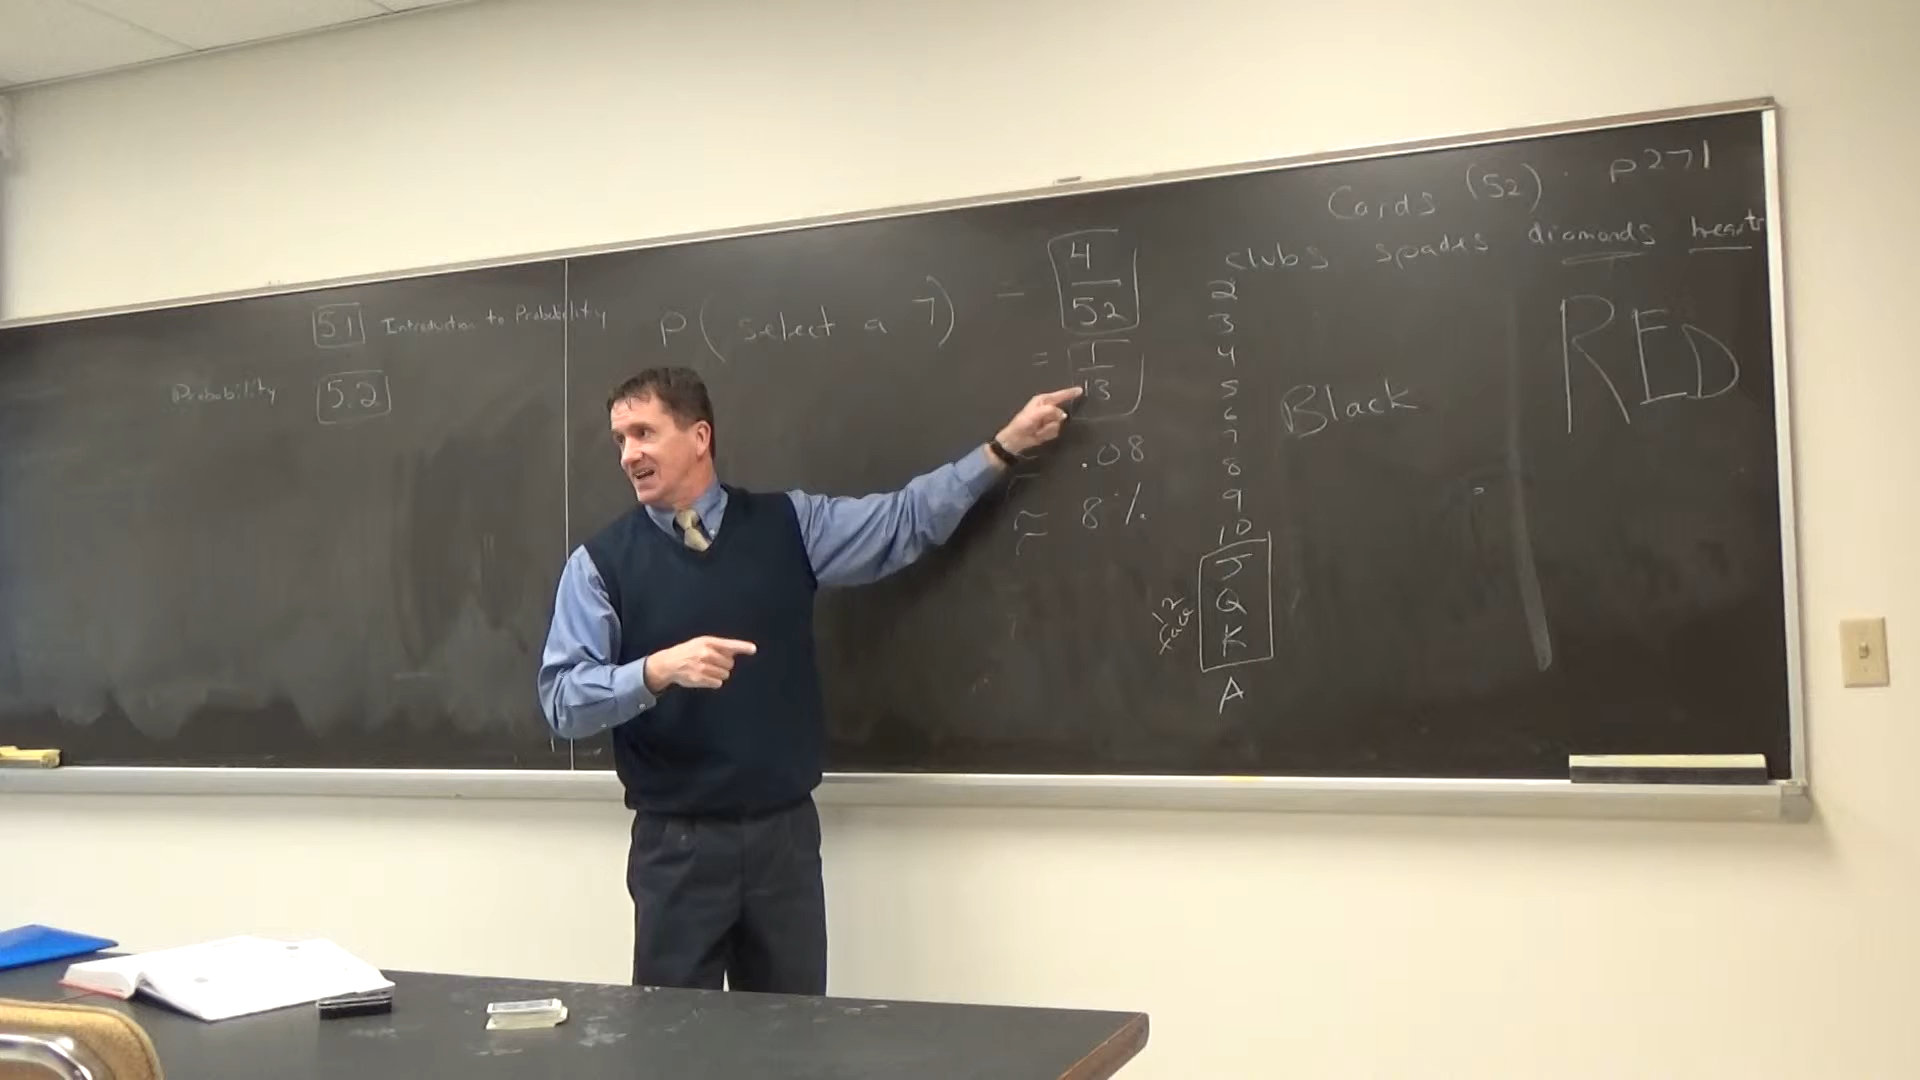 5.1 Introduction to Probability
Probability 5.2
P( select a 7) = 4/52
= 1/13
≈ .08
≈ 8%
Cards (52) p271
clubs spades diamonds hearts
2
3
4
5
6
7
8
9
10
J
Q
K
A
12 face
Black
RED